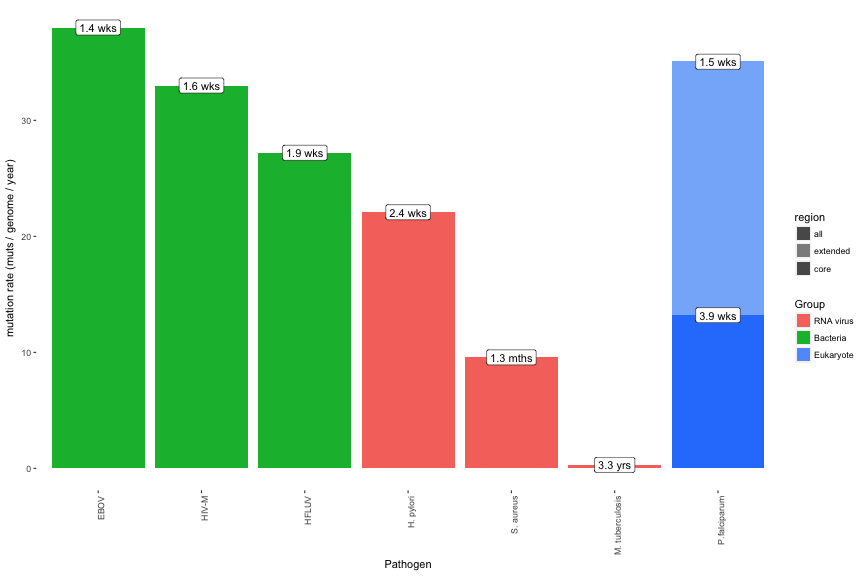 1.4 wks
1.6 wks
1.9 wks
2.4 wks
1.3 mths
3.3 yrs
1.5 wks
3.9 wks
mutation rate (muts / genome / year)
30
20
10
0
EBOV
HIV-M
HFLUV
H. pylori
S. aureus
M. tuberculosis
P. falciparum
Pathogen
region
all
extended
core
Group
RNA virus
Bacteria
Eukaryote